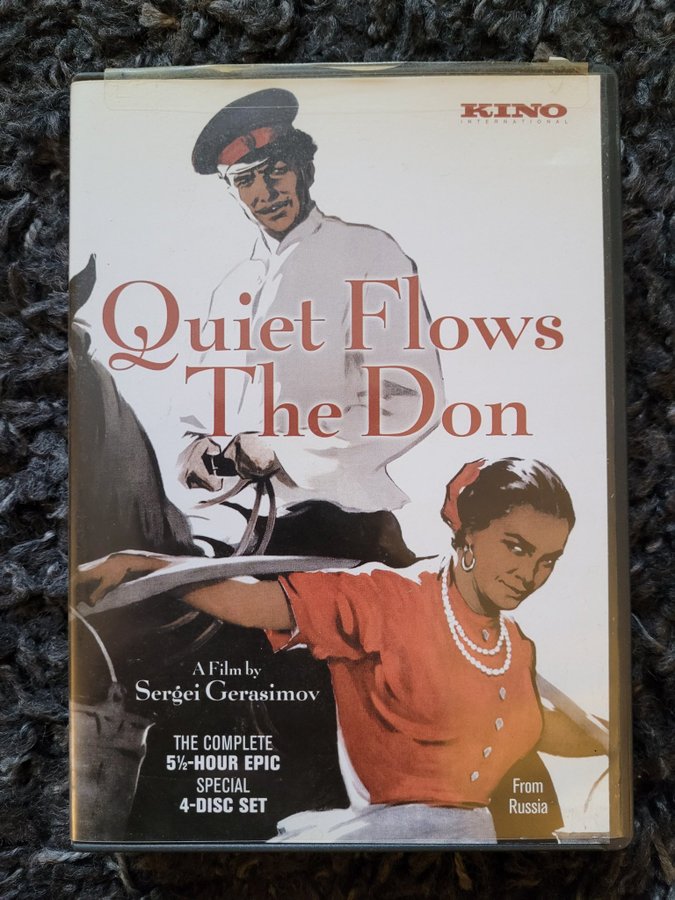 KINO
INTERNATIONAL
Quiet Flows
The Don
A Film by
Sergei Gerasimov
THE COMPLETE
5½-HOUR EPIC
SPECIAL
4-DISC SET
From
Russia